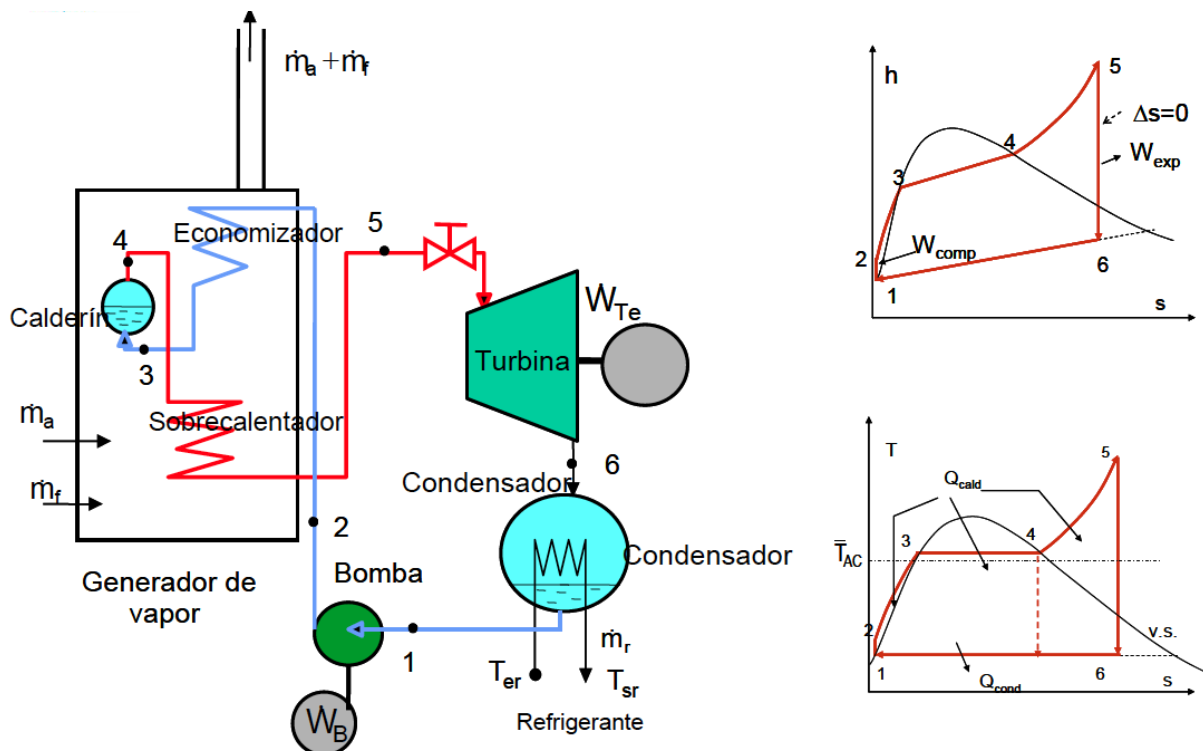 ṁa + ṁf
Economizador
4
5
Calderín
3
Sobrecalentador
ṁa
ṁf
2
Generador de
vapor
Turbina
ẆTe
6
Condensador
Condensador
Bomba
1
ṁr
Ter
Tsr
ẆB
Refrigerante
h
5
Δs=0
Wexp
4
3
2
Wcomp
1
6
s
T
5
Qcald
3
4
T̄AC
2
v.s.
1
6
Qcond
s